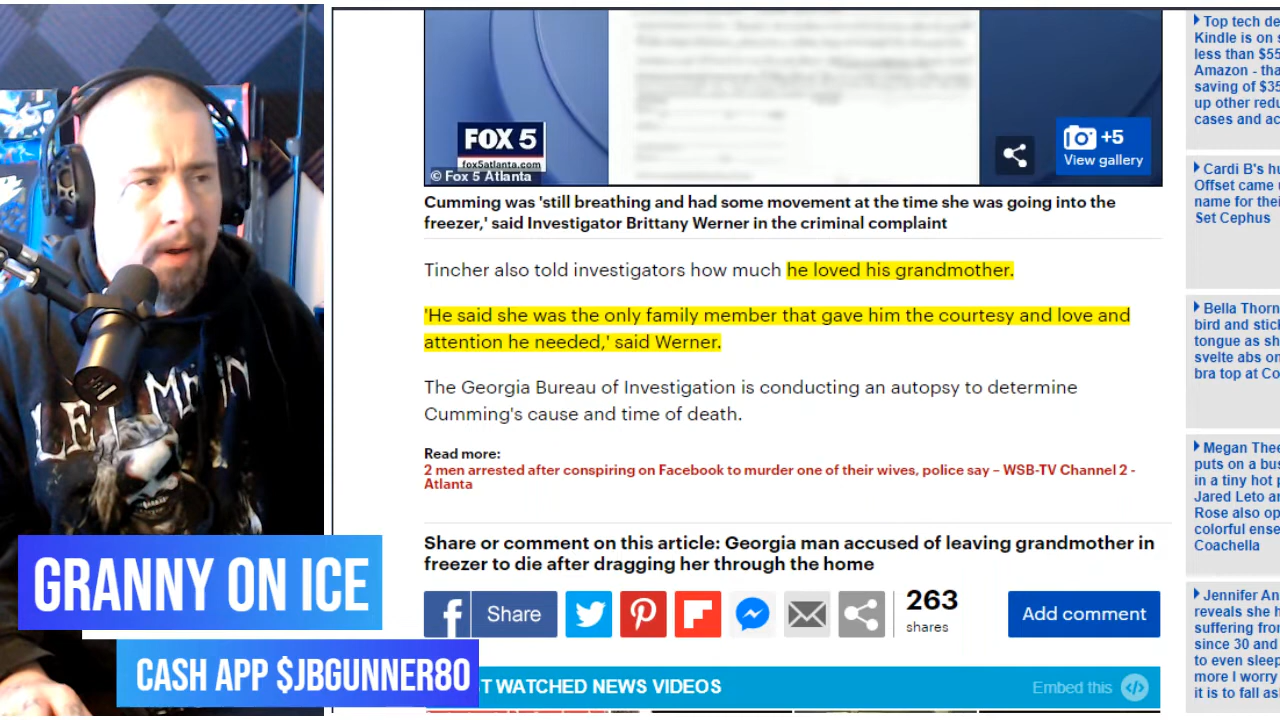 FOX 5
fox5atlanta.com
© Fox 5 Atlanta
+5
View gallery
Cumming was 'still breathing and had some movement at the time she was going into the
freezer,' said Investigator Brittany Werner in the criminal complaint
Tincher also told investigators how much he loved his grandmother.
'He said she was the only family member that gave him the courtesy and love and
attention he needed,' said Werner.
The Georgia Bureau of Investigation is conducting an autopsy to determine
Cumming's cause and time of death.
Read more:
2 men arrested after conspiring on Facebook to murder one of their wives, police say – WSB-TV Channel 2 -
Atlanta
Share or comment on this article: Georgia man accused of leaving grandmother in
freezer to die after dragging her through the home
Share
263
shares
Add comment
T WATCHED NEWS VIDEOS
Embed this
Top tech de
Kindle is on s
less than $55
Amazon - tha
saving of $35
up other redu
cases and ac
Cardi B's hu
Offset came u
name for thei
Set Cephus
Bella Thorn
bird and stick
tongue as sh
svelte abs on
bra top at Co
Megan Thee
puts on a bus
in a tiny hot p
Jared Leto an
Rose also op
colorful ense
Coachella
Jennifer An
reveals she h
suffering from
since 30 and
to even sleep
more I worry
it is to fall as
LET ME IN
GRANNY ON ICE
CASH APP $JBGUNNER80